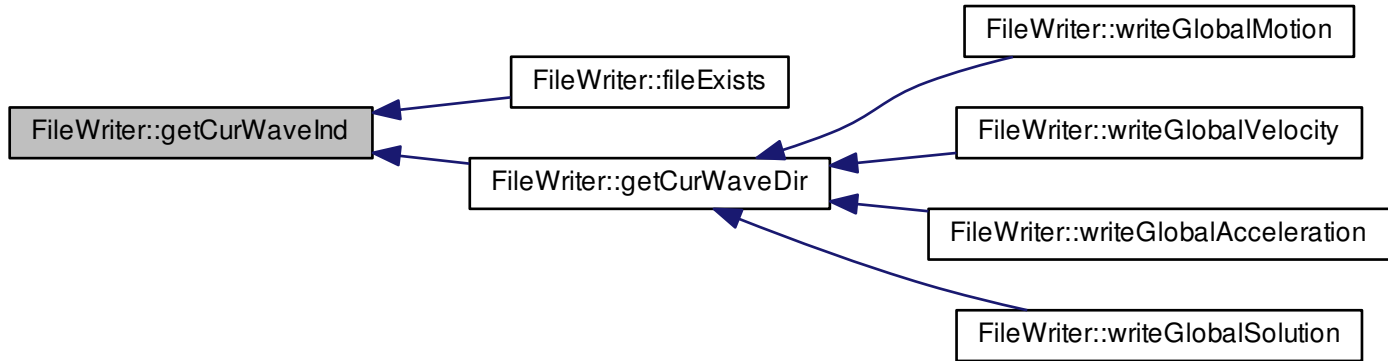 FileWriter::getCurWaveInd
FileWriter::fileExists
FileWriter::getCurWaveDir
FileWriter::writeGlobalMotion
FileWriter::writeGlobalVelocity
FileWriter::writeGlobalAcceleration
FileWriter::writeGlobalSolution